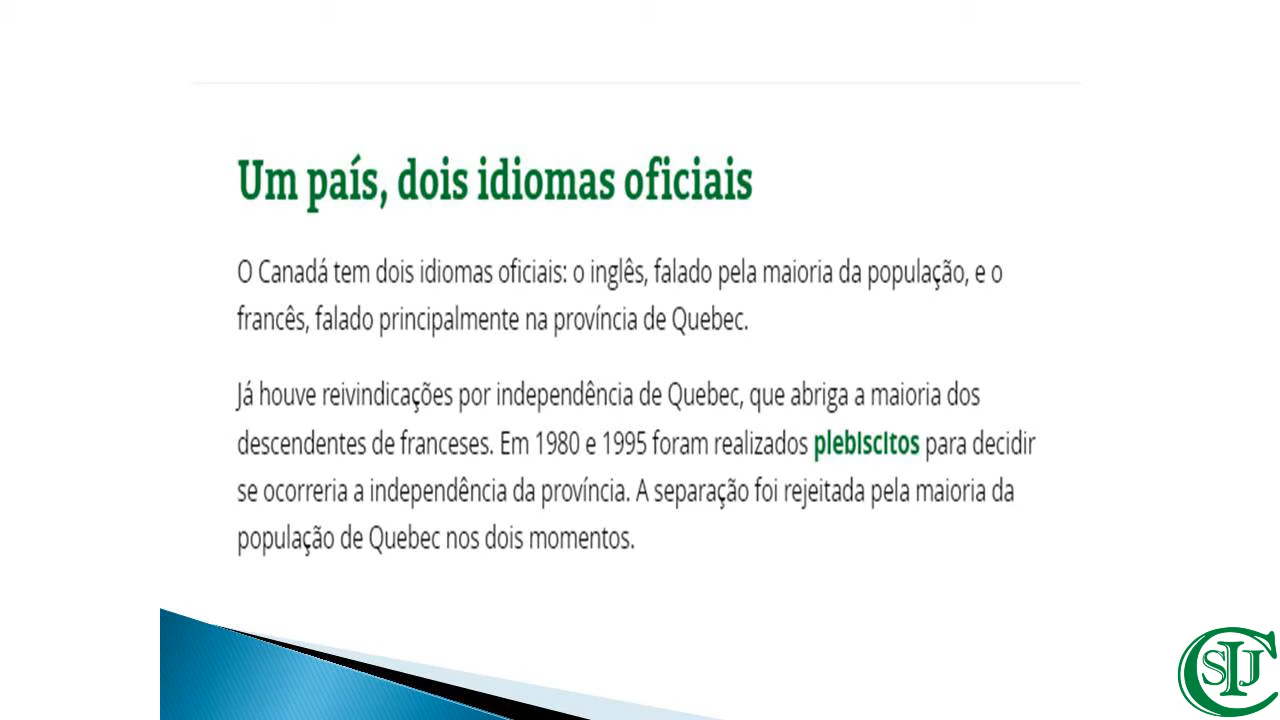 Um país, dois idiomas oficiais
O Canadá tem dois idiomas oficiais: o inglês, falado pela maioria da população, e o
francês, falado principalmente na província de Quebec.
Já houve reivindicações por independência de Quebec, que abriga a maioria dos
descendentes de franceses. Em 1980 e 1995 foram realizados plebiscitos para decidir
se ocorreria a independência da província. A separação foi rejeitada pela maioria da
população de Quebec nos dois momentos.
CSIJ